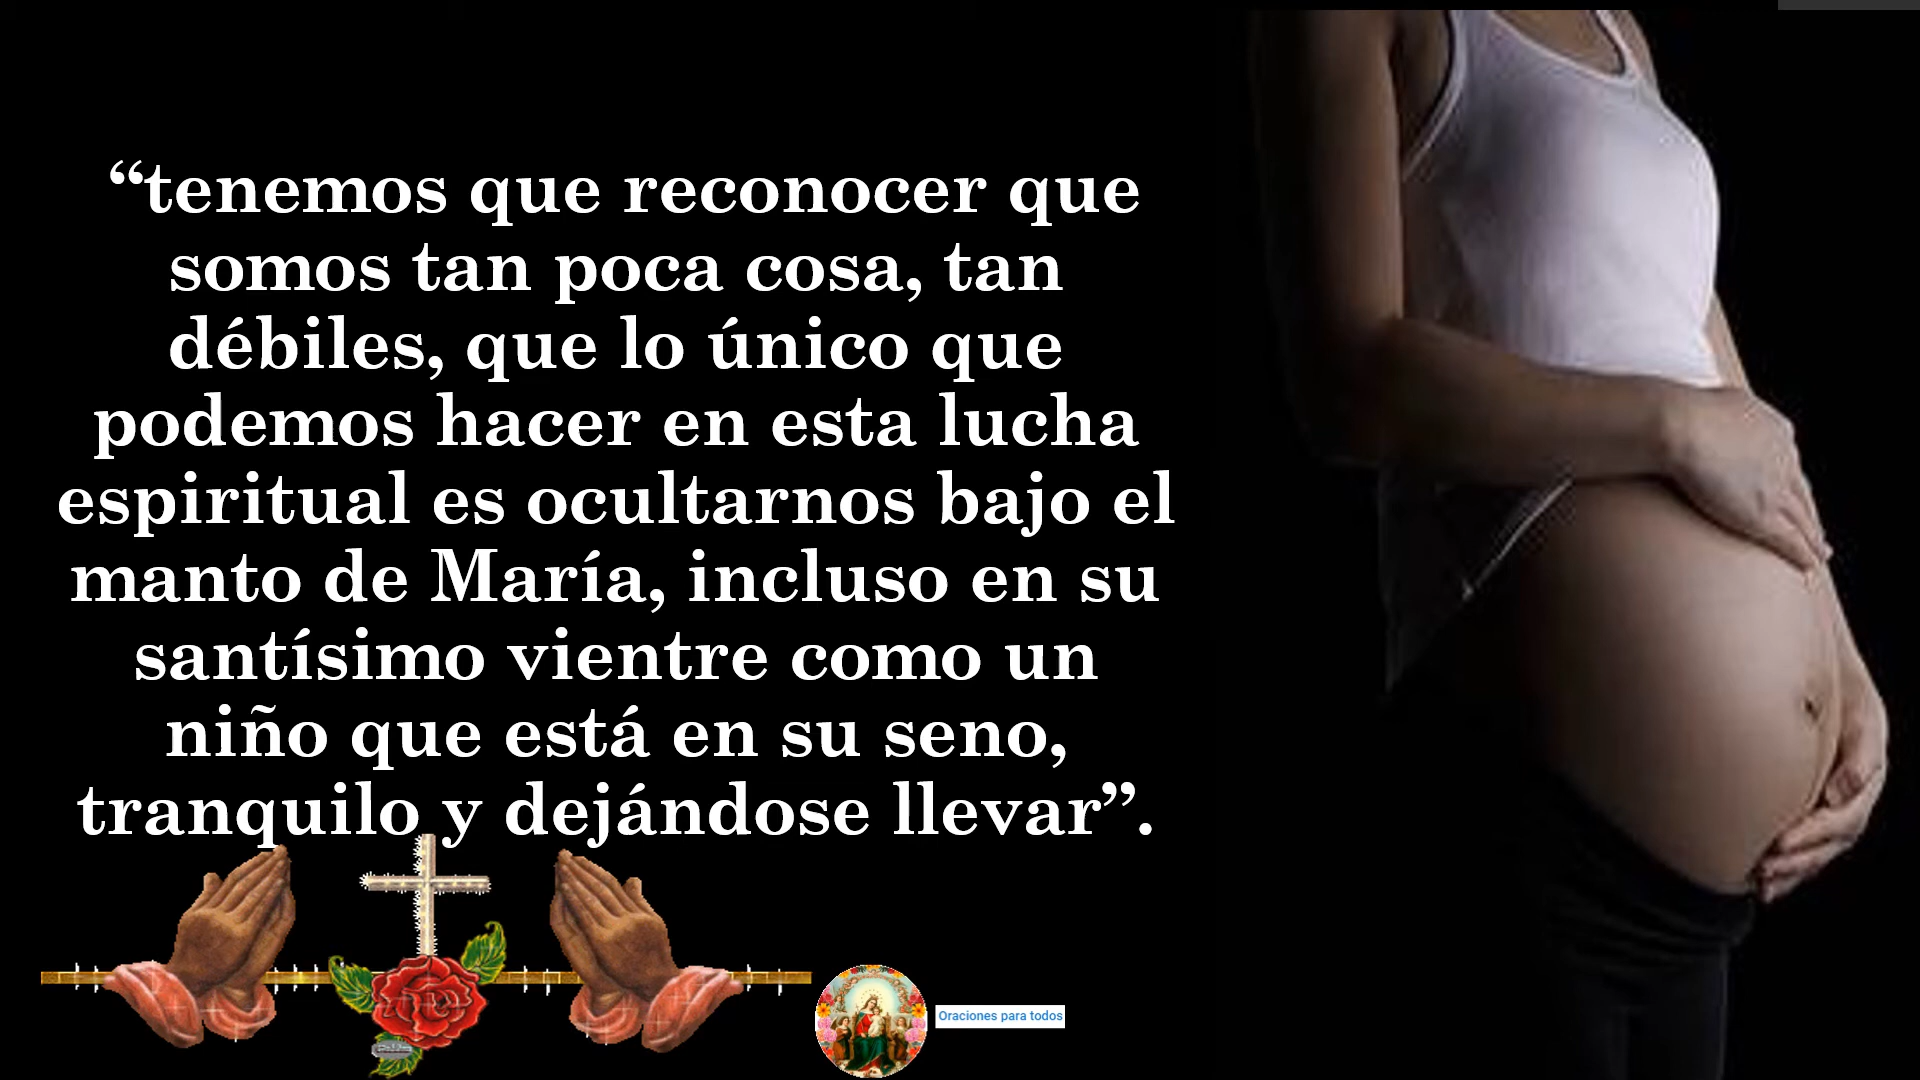 “tenemos que reconocer que
somos tan poca cosa, tan
débiles, que lo único que
podemos hacer en esta lucha
espiritual es ocultarnos bajo el
manto de María, incluso en su
santísimo vientre como un
niño que está en su seno,
tranquilo y dejándose llevar”.
Oraciones para todos